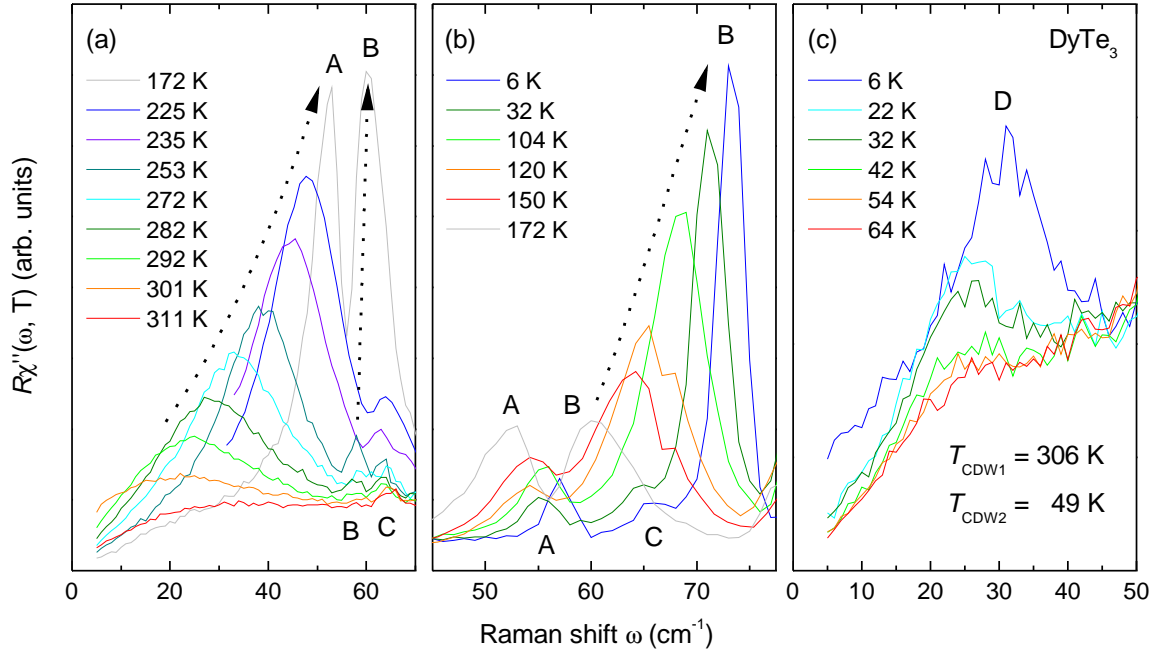 Rχ''(ω, T) (arb. units)
(a)
A
B
172 K
225 K
235 K
253 K
272 K
282 K
292 K
301 K
311 K
B
C
0
20
40
60
(b)
B
6 K
32 K
104 K
120 K
150 K
172 K
A
B
A
C
50
60
70
(c)
DyTe3
6 K
22 K
32 K
42 K
54 K
64 K
D
TCDW1 = 306 K
TCDW2 = 49 K
0
10
20
30
40
50
Raman shift ω (cm-1)